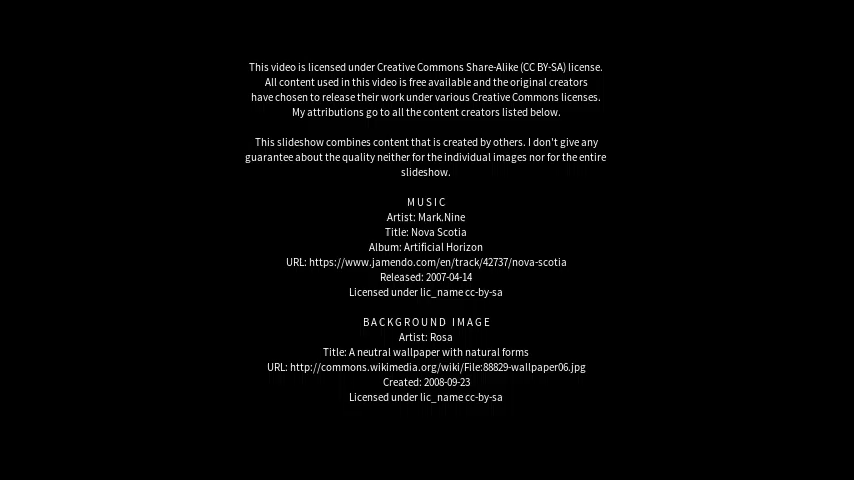 This video is licensed under Creative Commons Share-Alike (CC BY-SA) license.
All content used in this video is free available and the original creators
have chosen to release their work under various Creative Commons licenses.
My attributions go to all the content creators listed below.
This slideshow combines content that is created by others. I don't give any
guarantee about the quality neither for the individual images nor for the entire
slideshow.
M U S I C
Artist: Mark.Nine
Title: Nova Scotia
Album: Artificial Horizon
URL: https://www.jamendo.com/en/track/42737/nova-scotia
Released: 2007-04-14
Licensed under lic_name cc-by-sa
B A C K G R O U N D   I M A G E
Artist: Rosa
Title: A neutral wallpaper with natural forms
URL: http://commons.wikimedia.org/wiki/File:88829-wallpaper06.jpg
Created: 2008-09-23
Licensed under lic_name cc-by-sa